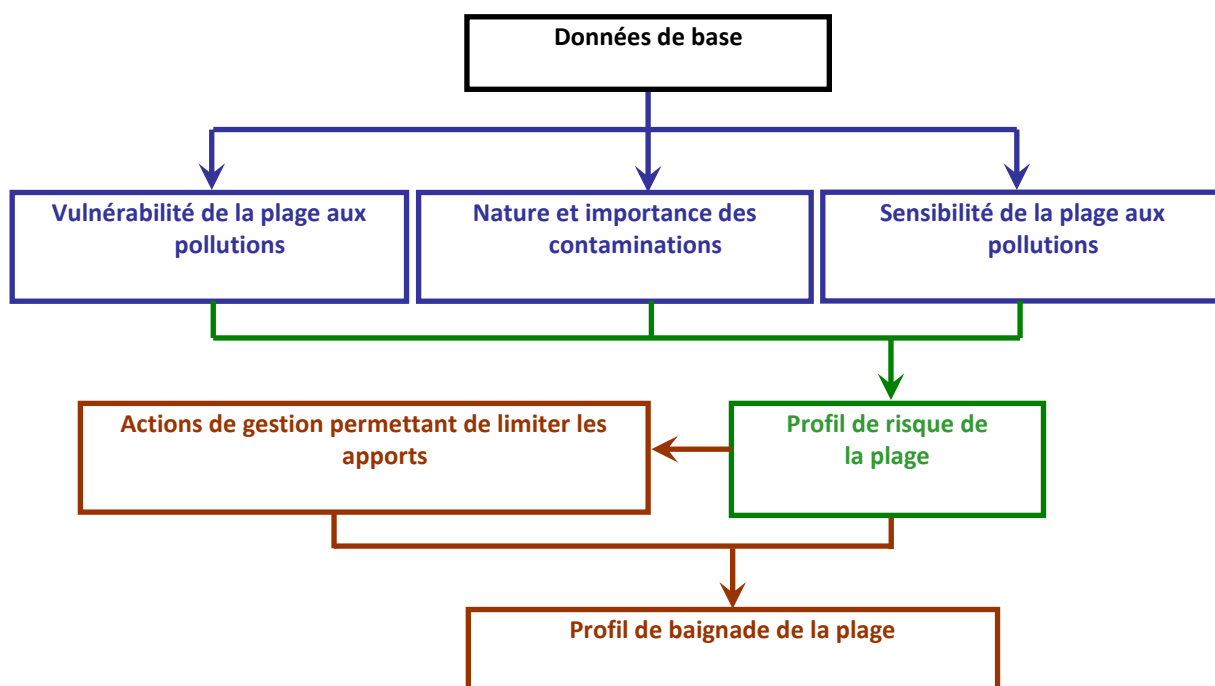 Données de base
Vulnérabilité de la plage aux
pollutions
Nature et importance des
contaminations
Sensibilité de la plage aux
pollutions
Actions de gestion permettant de limiter les
apports
Profil de risque de
la plage
Profil de baignade de la plage